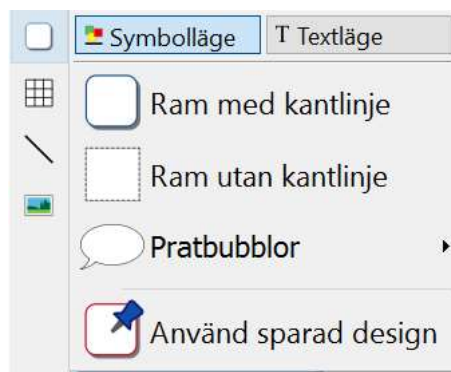 Symbolläge T Textläge
Ram med kantlinje
Ram utan kantlinje
Pratbubblor
Använd sparad design